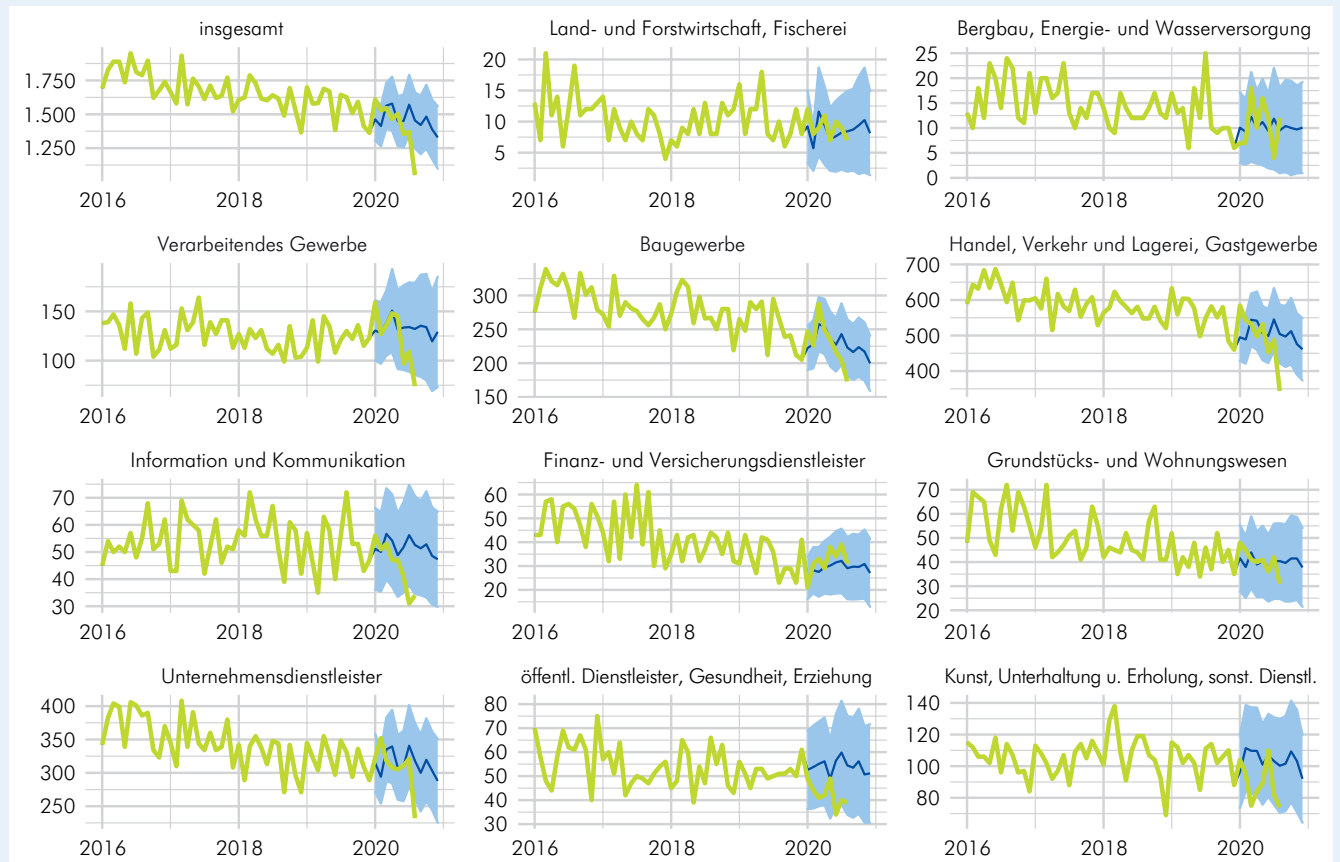 insgesamt
1.750
1.500
1.250
2016 2018 2020
Land- und Forstwirtschaft, Fischerei
20
15
10
5
2016 2018 2020
Bergbau, Energie- und Wasserversorgung
25
20
15
10
5
0
2016 2018 2020
Verarbeitendes Gewerbe
150
100
2016 2018 2020
Baugewerbe
300
250
200
150
2016 2018 2020
Handel, Verkehr und Lagerei, Gastgewerbe
700
600
500
400
2016 2018 2020
Information und Kommunikation
70
60
50
40
30
2016 2018 2020
Finanz- und Versicherungsdienstleister
60
50
40
30
20
2016 2018 2020
Grundstücks- und Wohnungswesen
70
60
50
40
30
20
2016 2018 2020
Unternehmensdienstleister
400
350
300
250
2016 2018 2020
öffentl. Dienstleister, Gesundheit, Erziehung
80
70
60
50
40
30
2016 2018 2020
Kunst, Unterhaltung u. Erholung, sonst. Dienstl.
140
120
100
80
2016 2018 2020